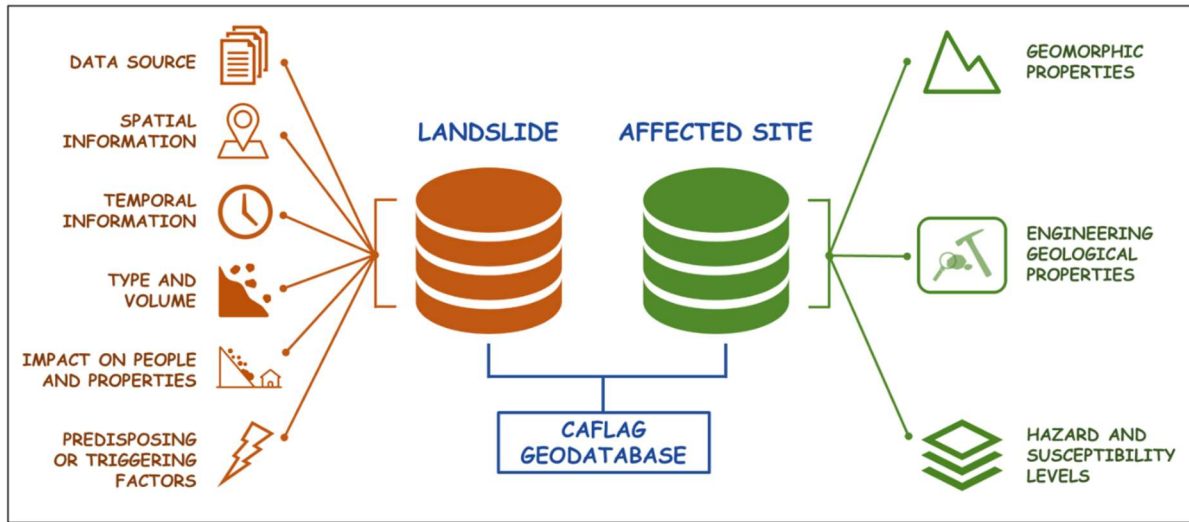 DATA SOURCE
SPATIAL
INFORMATION
TEMPORAL
INFORMATION
TYPE AND
VOLUME
IMPACT ON PEOPLE
AND PROPERTIES
PREDISPOSING
OR TRIGGERING
FACTORS
LANDSLIDE
AFFECTED SITE
CAFLAG
GEODATABASE
GEOMORPHIC
PROPERTIES
ENGINEERING
GEOLOGICAL
PROPERTIES
HAZARD AND
SUSCEPTIBILITY
LEVELS